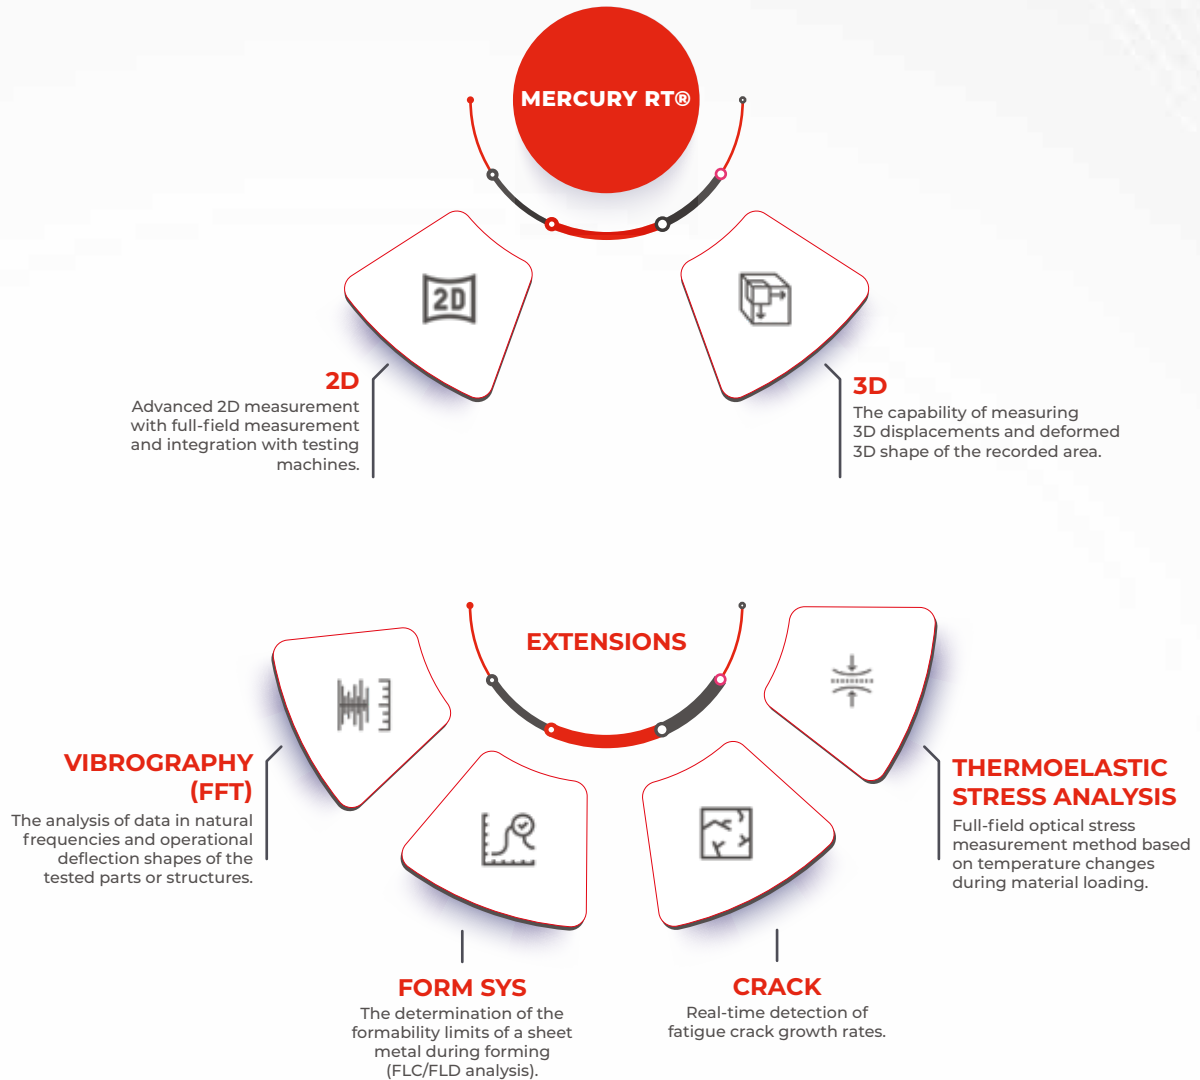 MERCURY RT®
2D
2D
Advanced 2D measurement
with full-field measurement
and integration with testing
machines.
3D
The capability of measuring
3D displacements and deformed
3D shape of the recorded area.
EXTENSIONS
VIBROGRAPHY
(FFT)
The analysis of data in natural
frequencies and operational
deflection shapes of the
tested parts or structures.
FORM SYS
The determination of the
formability limits of a sheet
metal during forming
(FLC/FLD analysis).
CRACK
Real-time detection of
fatigue crack growth rates.
THERMOELASTIC
STRESS ANALYSIS
Full-field optical stress
measurement method based
on temperature changes
during material loading.